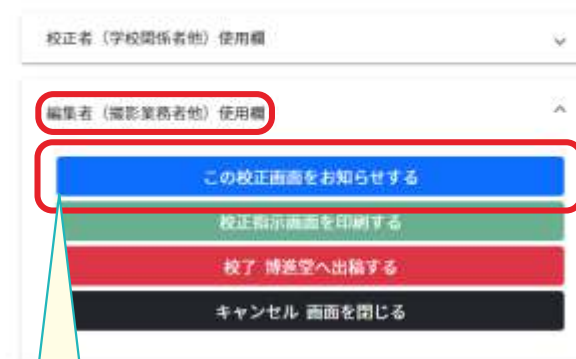 校正者（学校関係者他）使用欄
編集者（撮影業務者他）使用欄
この校正画面をお知らせする
校正指示画面を印刷する
校了 博進堂へ出稿する
キャンセル 画面を閉じる